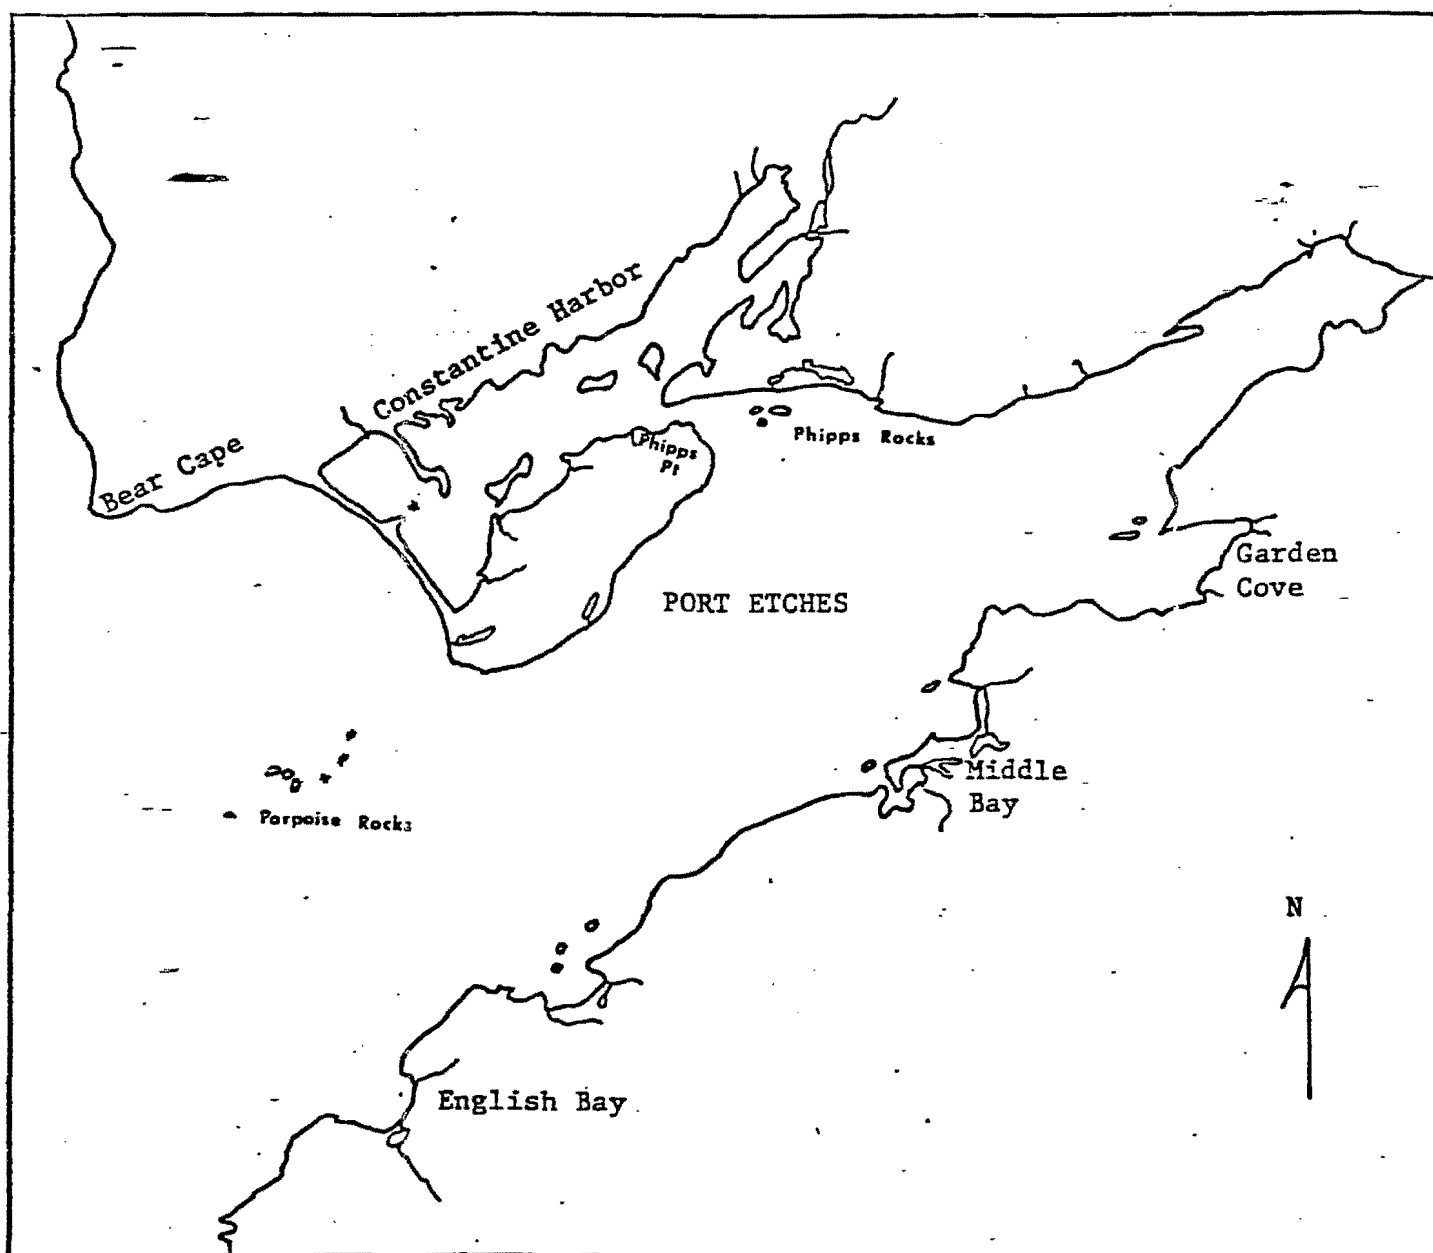 Constantine Harbor
Bear Cape
Phipps
Pt
Phipps Rocks
PORT ETCHES
Garden
Cove
Middle
Bay
Porpoise Rocks
N
English Bay